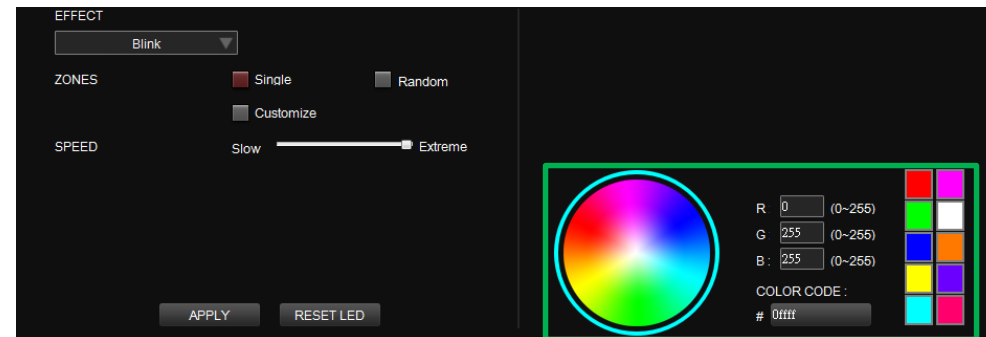 EFFECT
Blink
ZONES Single Random
Customize
SPEED Slow Extreme
APPLY RESET LED
R 0 (0~255)
G 255 (0~255)
B : 255 (0~255)
COLOR CODE :
# 0ffff